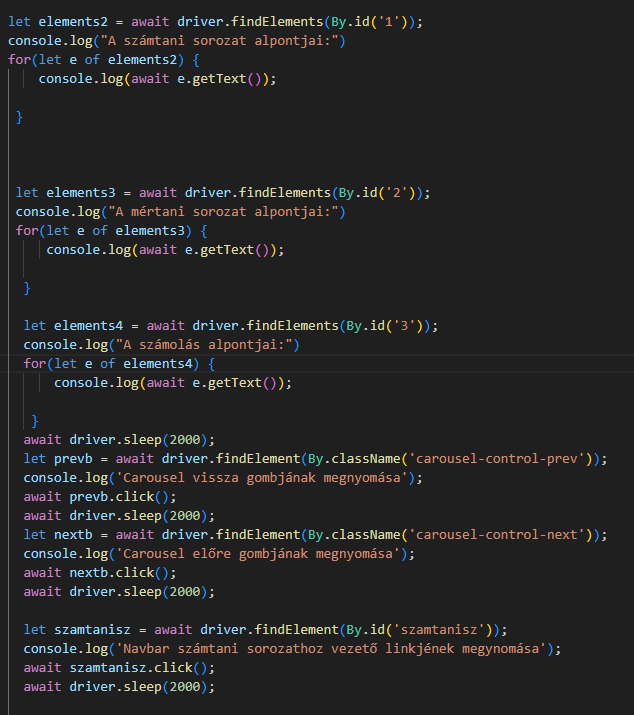 let elements2 = await driver.findElements(By.id('1'));
console.log("A számtani sorozat alpontjai:")
for(let e of elements2) {
console.log(await e.getText());
}
let elements3 = await driver.findElements(By.id('2'));
console.log("A mértani sorozat alpontjai:")
for(let e of elements3) {
console.log(await e.getText());
}
let elements4 = await driver.findElements(By.id('3'));
console.log("A számolás alpontjai:")
for(let e of elements4) {
console.log(await e.getText());
}
await driver.sleep(2000);
let prevb = await driver.findElement(By.className('carousel-control-prev'));
console.log('Carousel vissza gombjának megnyomása');
await prevb.click();
await driver.sleep(2000);
let nextb = await driver.findElement(By.className('carousel-control-next'));
console.log('Carousel előre gombjának megnyomása');
await nextb.click();
await driver.sleep(2000);
let szamtanisz = await driver.findElement(By.id('szamtanisz'));
console.log('Navbar számtani sorozathoz vezető linkjének megynomása');
await szamtanisz.click();
await driver.sleep(2000);